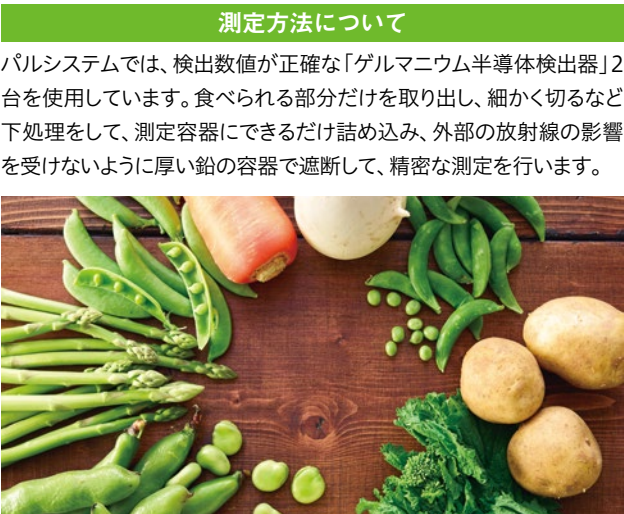 測定方法について
パルシステムでは、検出数値が正確な「ゲルマニウム半導体検出器」2
台を使用しています。食べられる部分だけを取り出し、細かく切るなど
下処理をして、測定容器にできるだけ詰め込み、外部の放射線の影響
を受けないように厚い鉛の容器で遮断して、精密な測定を行います。